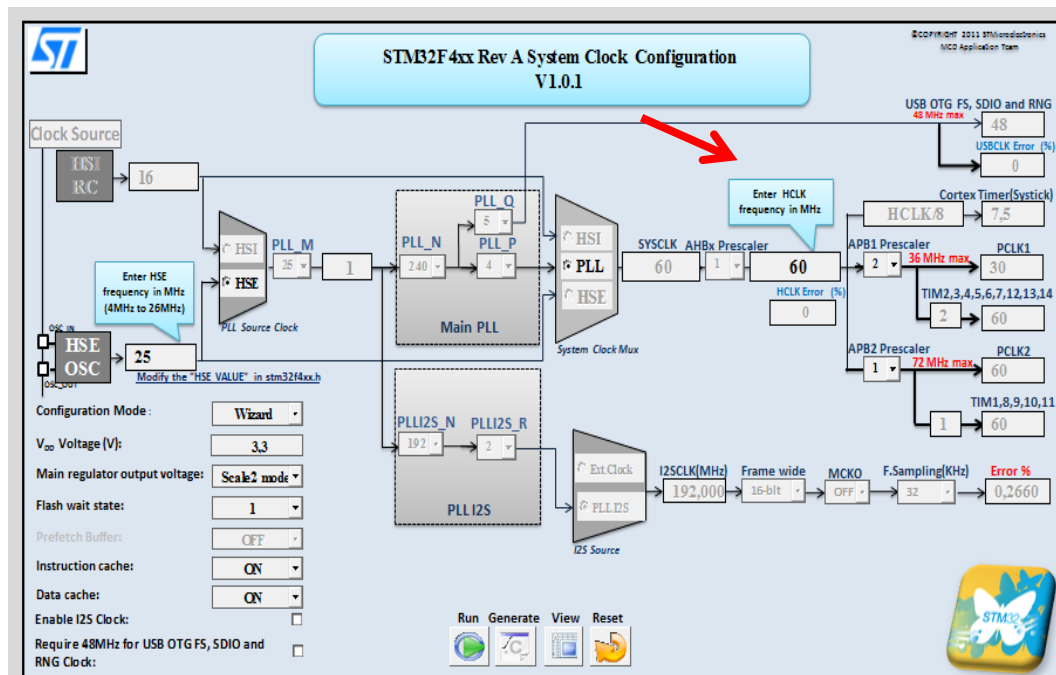 ST
©COPYRIGHT 2011 STMicroelectronics
MCD Application Team
STM32F4xx Rev A System Clock Configuration
V1.0.1
USB OTG FS, SDIO and RNG
48 MHz max
48
USBCLK Error (%)
0
Clock Source
HSI
RC
16
Enter HCLK
frequency in MHz
Cortex Timer(Systick)
HCLK/8
7,5
PLL_Q
5
PLL_M
25
1
PLL_N
240
PLL_P
4
Main PLL
HSI
HSE
PLL Source Clock
HSI
PLL
HSE
System Clock Mux
SYSCLK
60
AHBx Prescaler
1
60
HCLK Error (%)
0
APB1 Prescaler
2
36 MHz max
PCLK1
30
TIM2,3,4,5,6,7,12,13,14
2
60
APB2 Prescaler
1
72 MHz max
PCLK2
60
TIM1,8,9,10,11
1
60
Enter HSE
frequency in MHz
(4MHz to 26MHz)
OSC_IN
HSE
OSC
OSC_OUT
25
Modify the "HSE VALUE" in stm32f4xx.h
PLLI2S_N
192
PLLI2S_R
2
PLL I2S
Ext.Clock
PLLI2S
I2S Source
I2SCLK(MHz)
192,000
Frame wide
16-bit
MCKO
OFF
F.Sampling(KHz)
32
Error %
0,2660
Configuration Mode :
Wizard
VDD Voltage (V):
3,3
Main regulator output voltage:
Scale2 mode
Flash wait state:
1
Prefetch Buffer:
OFF
Instruction cache:
ON
Data cache:
ON
Enable I2S Clock:
Require 48MHz for USB OTG FS, SDIO and
RNG Clock:
Run Generate View Reset
STM32